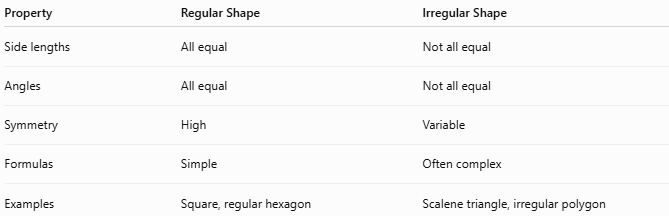 Property Regular Shape Irregular Shape
Side lengths All equal Not all equal
Angles All equal Not all equal
Symmetry High Variable
Formulas Simple Often complex
Examples Square, regular hexagon Scalene triangle, irregular polygon